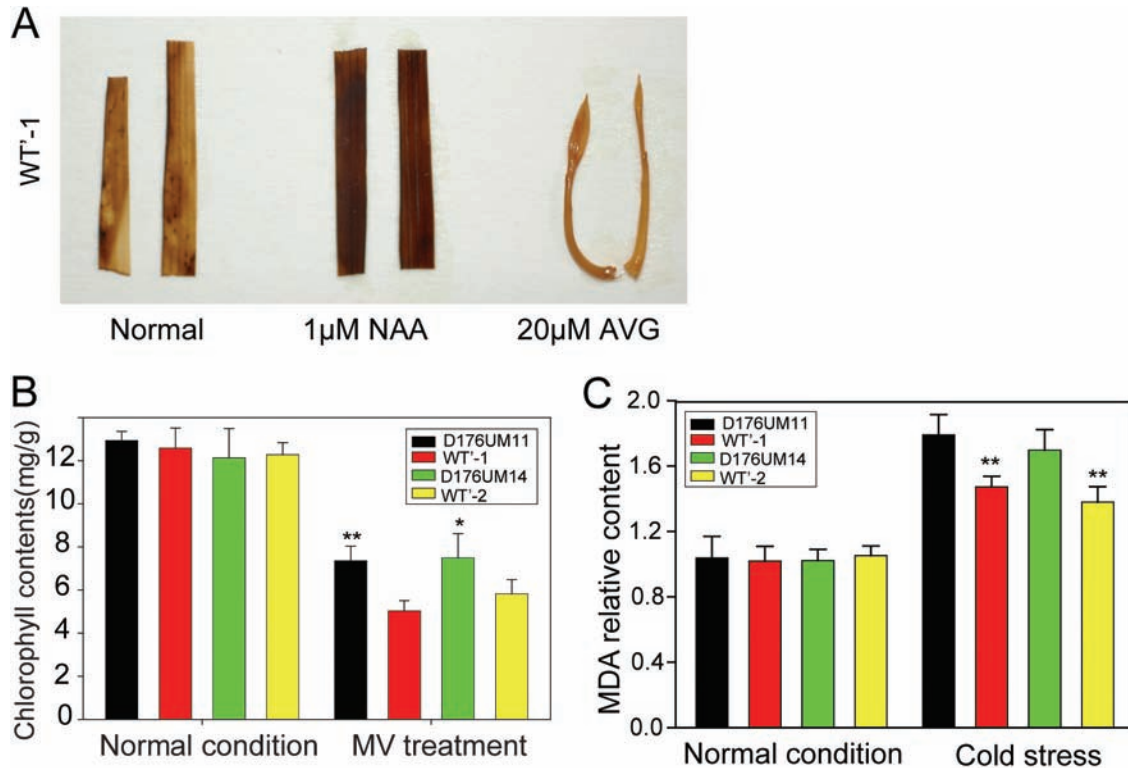 A
WT'-1
Normal
1µM NAA
20µM AVG
B
Chlorophyll contents(mg/g)
12
10
8
6
4
2
0
D176UM11
WT'-1
D176UM14
WT'-2
**
*
Normal condition
MV treatment
C
MDA relative content
2.0
1.6
1.2
0.8
0.4
0.0
D176UM11
WT'-1
D176UM14
WT'-2
**
**
Normal condition
Cold stress